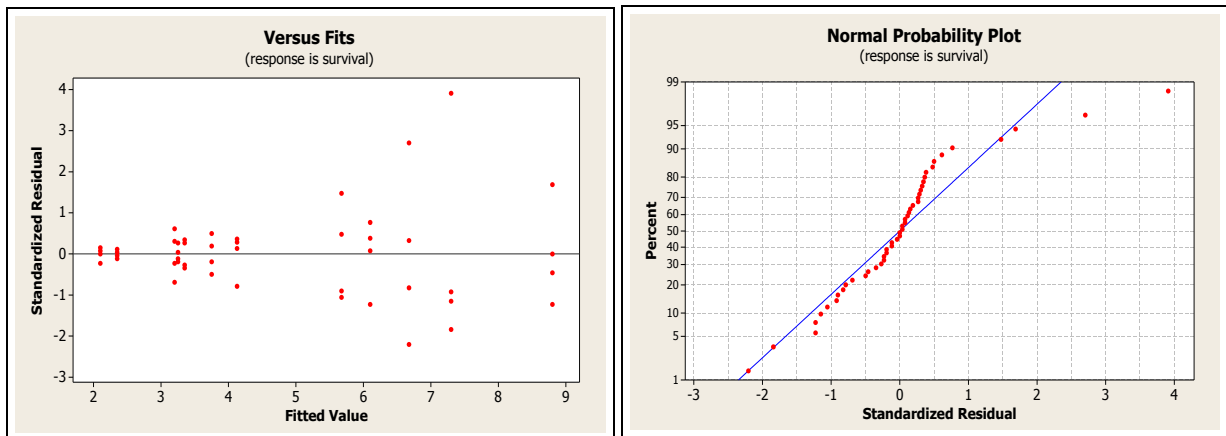 Versus Fits
(response is survival)
Standardized Residual
4
3
2
1
0
-1
-2
-3
2 3 4 5 6 7 8 9
Fitted Value
Normal Probability Plot
(response is survival)
Percent
99
95
90
80
70
60
50
40
30
20
10
5
1
-3 -2 -1 0 1 2 3 4
Standardized Residual